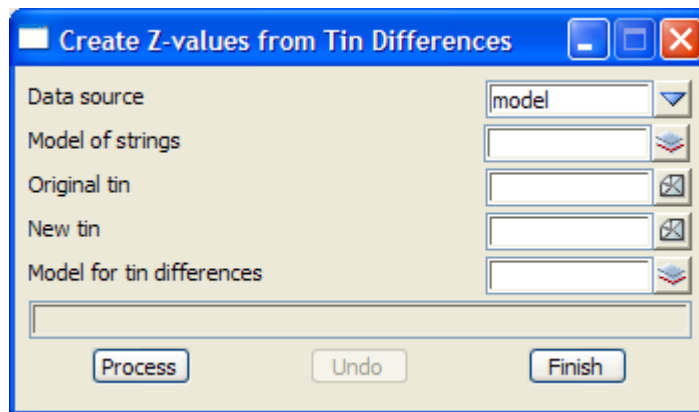 Create Z-values from Tin Differences
Data source model
Model of strings
Original tin
New tin
Model for tin differences
Process Undo Finish